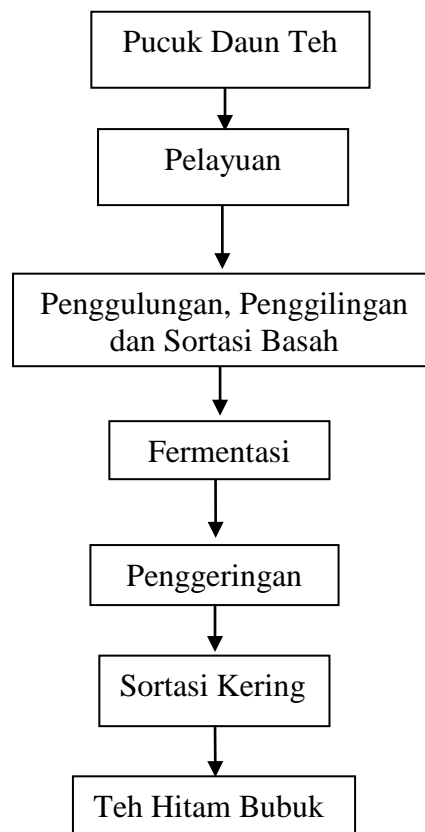 Pucuk Daun Teh
Pelayuan
Penggulungan, Penggilingan
dan Sortasi Basah
Fermentasi
Penggeringan
Sortasi Kering
Teh Hitam Bubuk